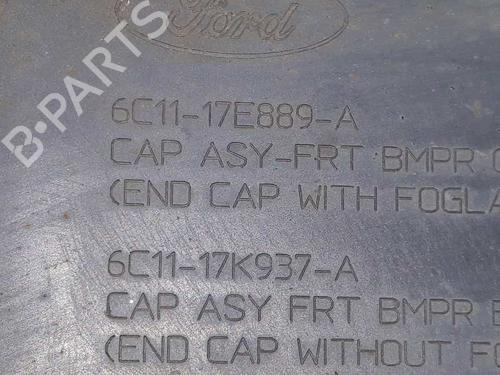 B-PARTS
Ford
6C11-17E889-A
CAP ASY-FRT BMPR
(END CAP WITH
6C11-17K937-A
CAP ASY FRT BMPR
(END CAP WITHOUT